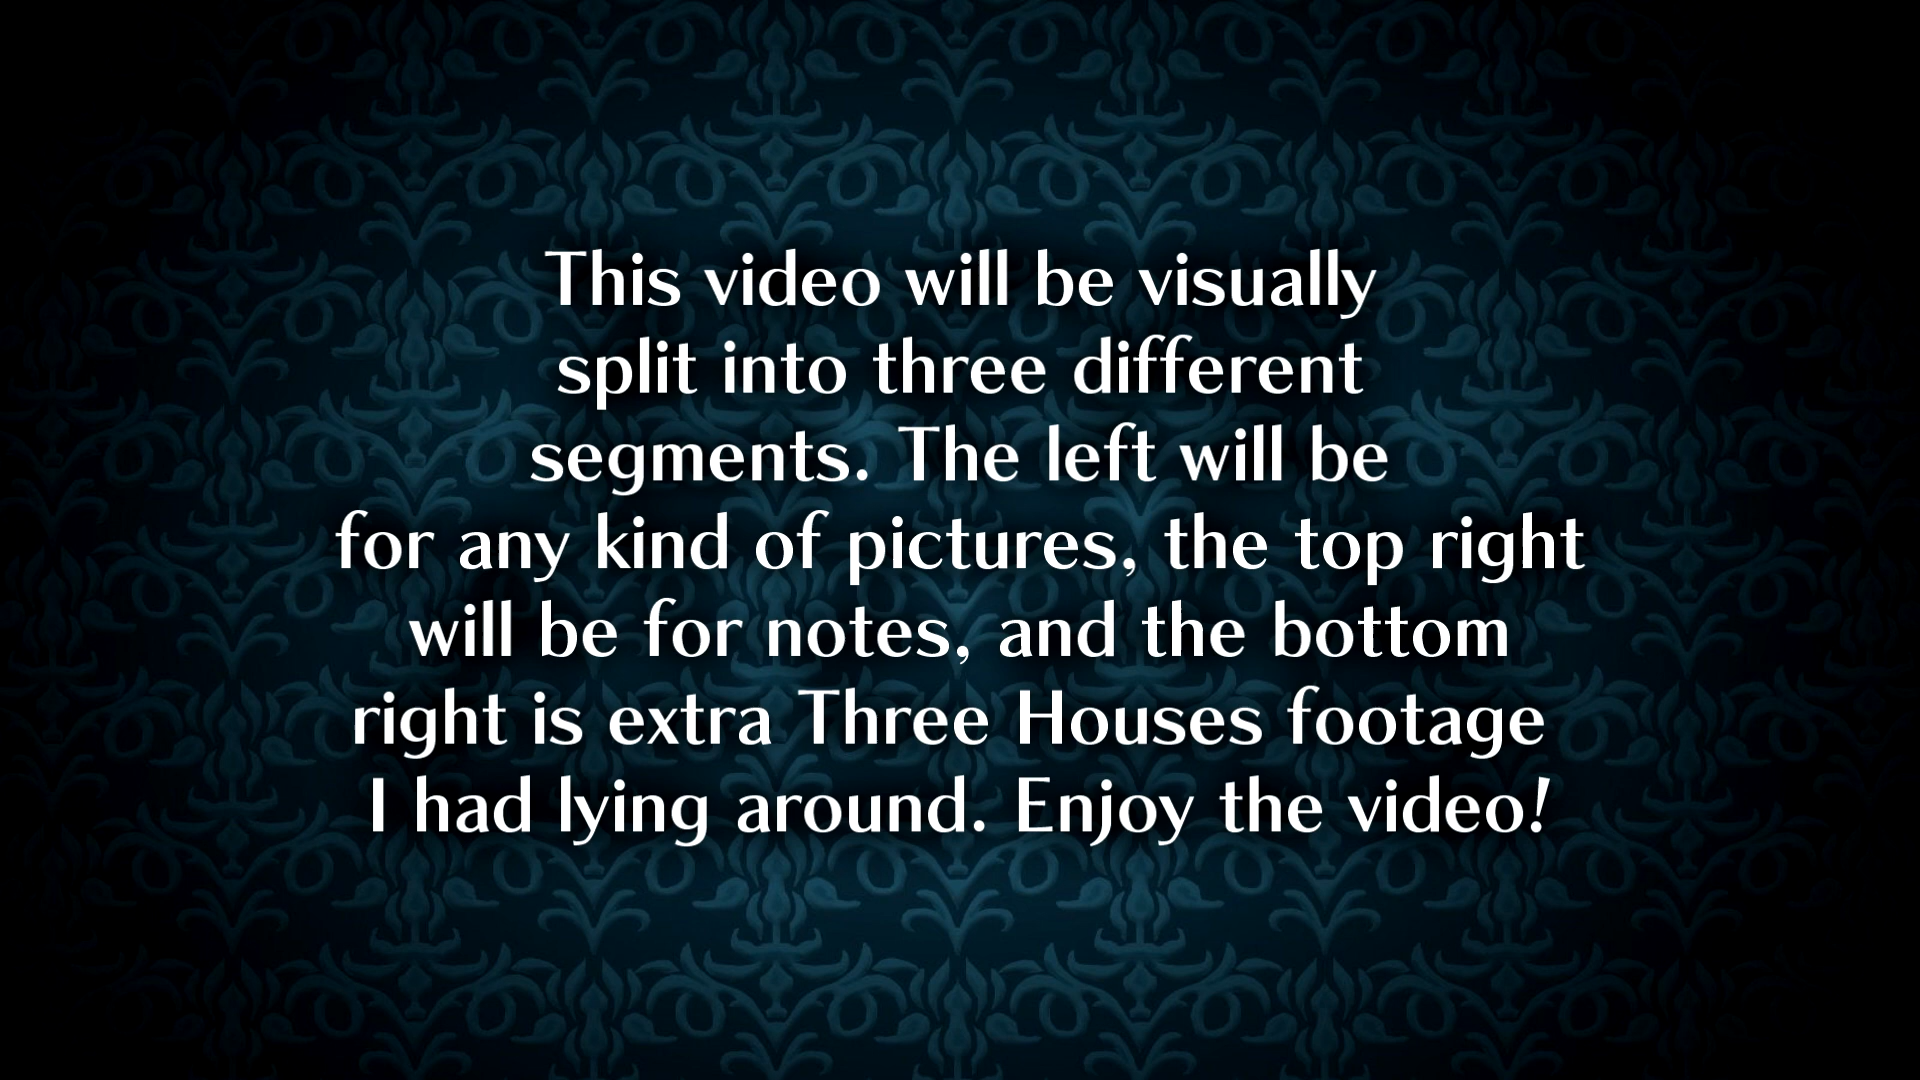 This video will be visually
split into three different
segments. The left will be
for any kind of pictures, the top right
will be for notes, and the bottom
right is extra Three Houses footage
I had lying around. Enjoy the video!